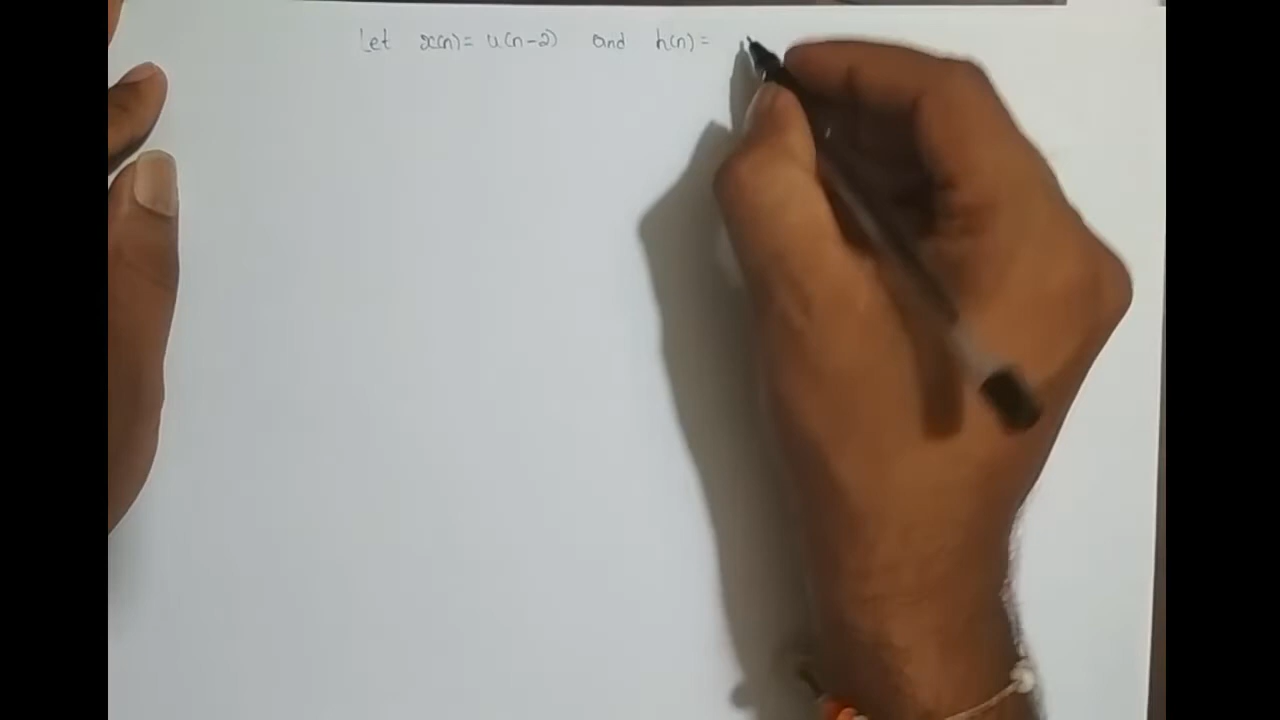 Let x(n) = u(n-2) and h(n) =